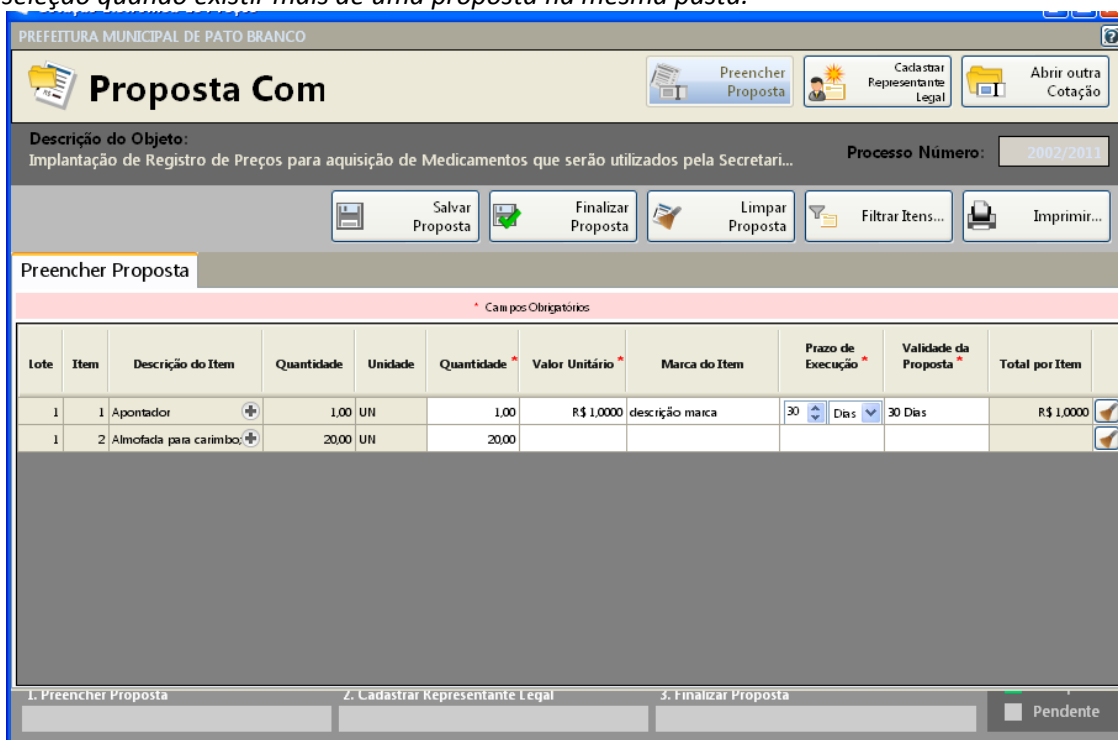 seleção quando existir mais de uma proposta na mesma pasta.
PREFEITURA MUNICIPAL DE PATO BRANCO
Proposta Com
Preencher
Proposta
Cadastrar
Representante
Legal
Abrir outra
Cotação
Descrição do Objeto:
Implantação de Registro de Preços para aquisição de Medicamentos que serão utilizados pela Secretari...
Processo Número:
2002/2011
Salvar
Proposta
Finalizar
Proposta
Limpar
Proposta
Filtrar Itens...
Imprimir...
Preencher Proposta
* Campos Obrigatórios
Lote Item Descrição do Item Quantidade Unidade Quantidade * Valor Unitário * Marca do Item Prazo de Execução * Validade da Proposta * Total por Item
1 1 Apontador 1,00 UN 1,00 R$ 1,0000 descrição marca 30 Dias 30 Dias R$ 1,0000
1 2 Almofada para carimbo; 20,00 UN 20,00
1. Preencher Proposta 2. Cadastrar Representante Legal 3. Finalizar Proposta
Pendente